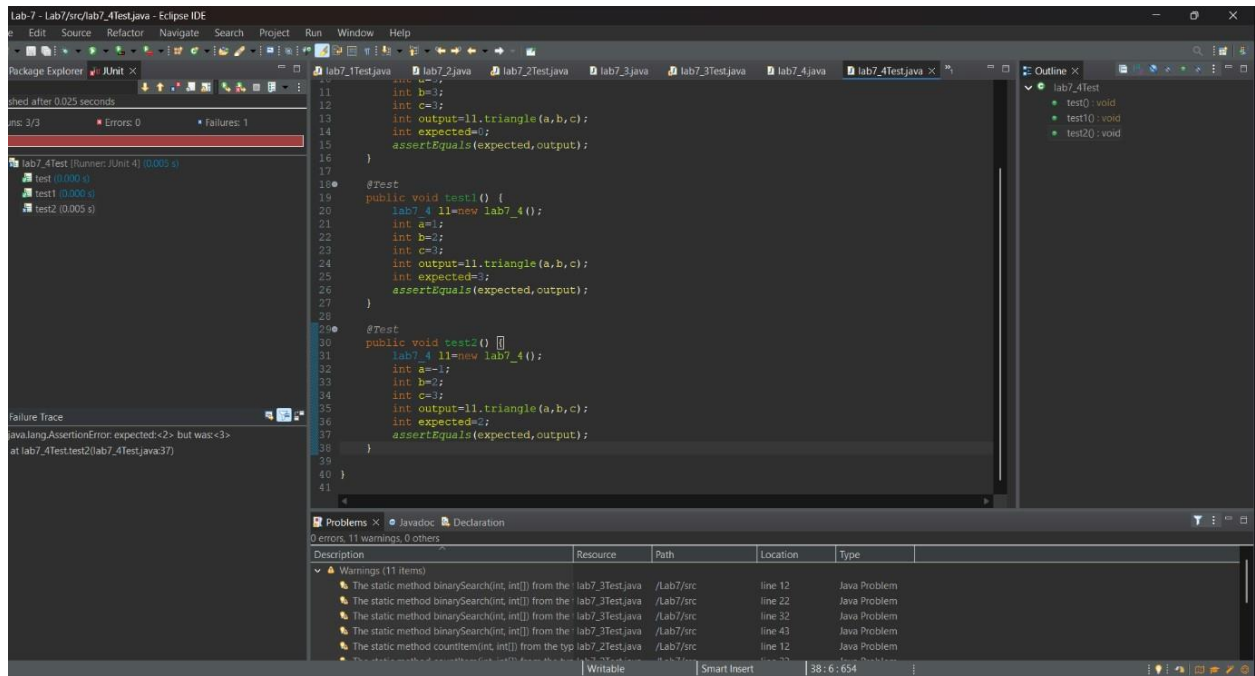 Lab-7 - Lab7/src/lab7_4Test.java - Eclipse IDE
e Edit Source Refactor Navigate Search Project Run Window Help
Package Explorer JUnit
shed after 0.025 seconds
uns: 3/3 Errors: 0 Failures: 1
lab7_4Test [Runner: JUnit 4] (0.005 s)
test (0.000 s)
test1 (0.000 s)
test2 (0.005 s)
Failure Trace
java.lang.AssertionError: expected:<2> but was:<3>
at lab7_4Test.test2(lab7_4Test.java:37)
lab7_1Test.java lab7_2.java lab7_2Test.java lab7_3.java lab7_3Test.java lab7_4.java lab7_4Test.java
11 int b=3;
12 int c=3;
13 int output=l1.triangle(a,b,c);
14 int expected=0;
15 assertEquals(expected,output);
16 }
17
18 @Test
19 public void test1() {
20 lab7_4 l1=new lab7_4();
21 int a=1;
22 int b=2;
23 int c=3;
24 int output=l1.triangle(a,b,c);
25 int expected=3;
26 assertEquals(expected,output);
27 }
28
29 @Test
30 public void test2() {
31 lab7_4 l1=new lab7_4();
32 int a=-1;
33 int b=2;
34 int c=3;
35 int output=l1.triangle(a,b,c);
36 int expected=2;
37 assertEquals(expected,output);
38 }
39
40 }
41
Outline
lab7_4Test
test() : void
test1() : void
test2() : void
Problems Javadoc Declaration
0 errors, 11 warnings, 0 others
Description Resource Path Location Type
Warnings (11 items)
The static method binarySearch(int, int[]) from the lab7_3Test.java /Lab7/src line 12 Java Problem
The static method binarySearch(int, int[]) from the lab7_3Test.java /Lab7/src line 22 Java Problem
The static method binarySearch(int, int[]) from the lab7_3Test.java /Lab7/src line 32 Java Problem
The static method binarySearch(int, int[]) from the lab7_3Test.java /Lab7/src line 43 Java Problem
The static method countItem(int, int[]) from the typ lab7_2Test.java /Lab7/src line 12 Java Problem
Writable Smart Insert 38 : 6 : 654